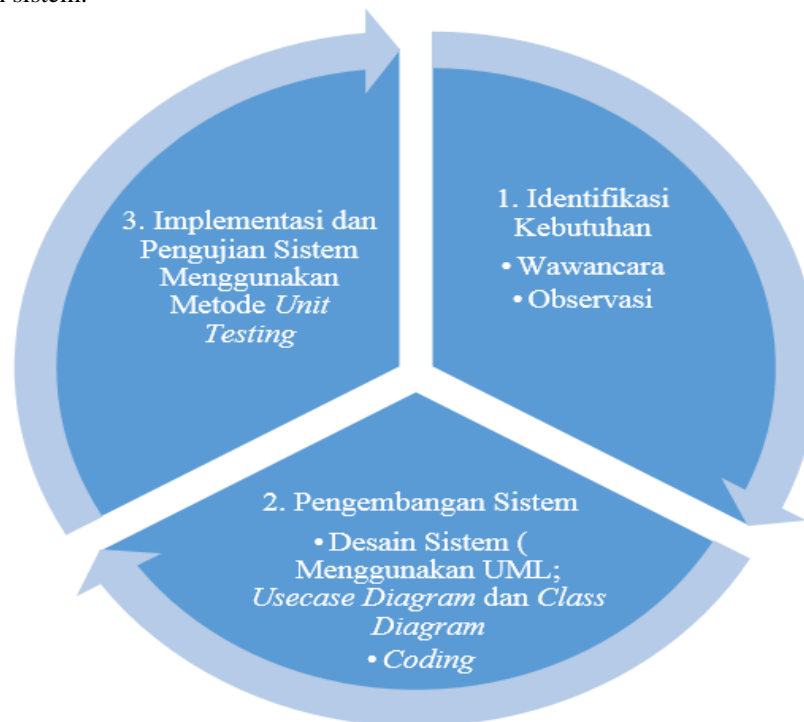 sistem.
1. Identifikasi
Kebutuhan
• Wawancara
• Observasi
2. Pengembangan Sistem
• Desain Sistem (
Menggunakan UML;
Usecase Diagram dan Class
Diagram
• Coding
3. Implementasi dan
Pengujian Sistem
Menggunakan
Metode Unit
Testing